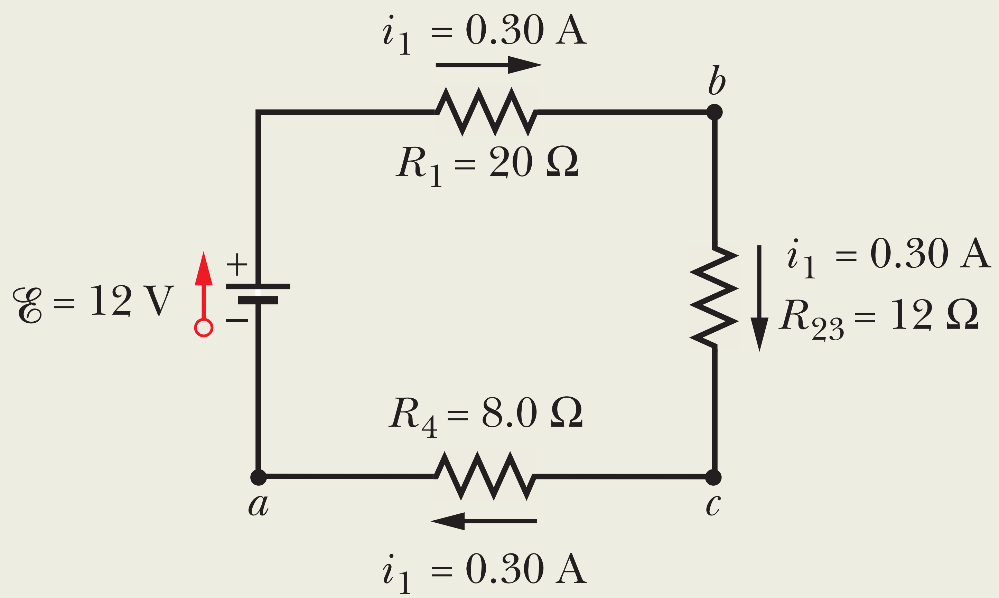 i₁ = 0.30 A
b
R₁ = 20 Ω
+
i₁ = 0.30 A
ℰ = 12 V
R₂₃ = 12 Ω
−
R₄ = 8.0 Ω
a
c
i₁ = 0.30 A